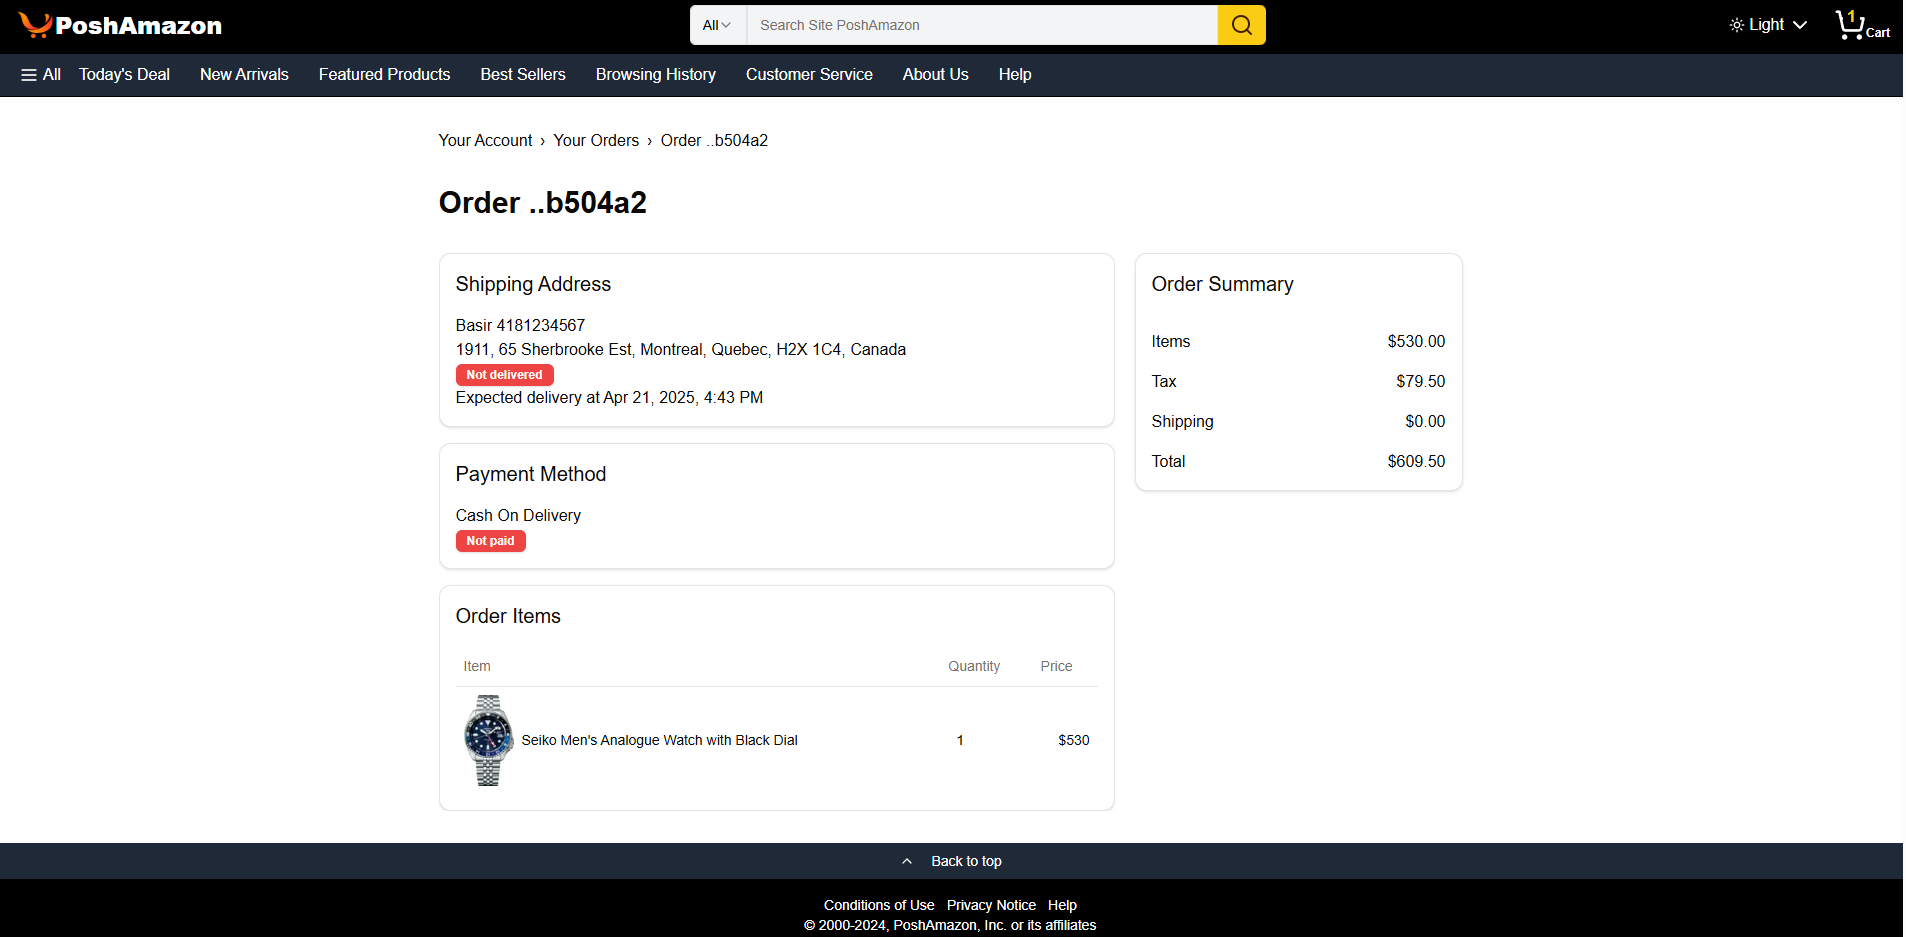 PoshAmazon
All
Search Site PoshAmazon
Light
1
Cart
All
Today's Deal
New Arrivals
Featured Products
Best Sellers
Browsing History
Customer Service
About Us
Help
Your Account › Your Orders › Order ..b504a2
Order ..b504a2
Shipping Address
Basir 4181234567
1911, 65 Sherbrooke Est, Montreal, Quebec, H2X 1C4, Canada
Not delivered
Expected delivery at Apr 21, 2025, 4:43 PM
Payment Method
Cash On Delivery
Not paid
Order Items
Item Quantity Price
Seiko Men's Analogue Watch with Black Dial 1 $530
Order Summary
Items $530.00
Tax $79.50
Shipping $0.00
Total $609.50
Back to top
Conditions of Use Privacy Notice Help
© 2000-2024, PoshAmazon, Inc. or its affiliates